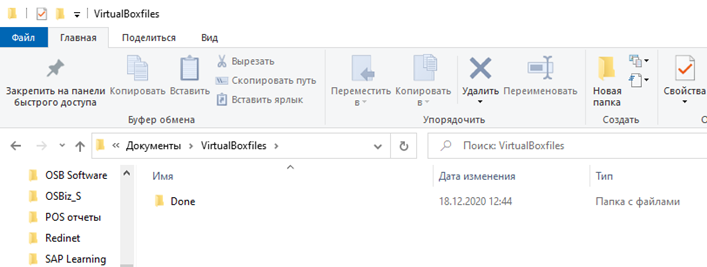 VirtualBoxfiles
Файл Главная Поделиться Вид
Закрепить на панели быстрого доступа
Копировать
Вставить
Вырезать
Скопировать путь
Вставить ярлык
Буфер обмена
Переместить в
Копировать в
Удалить
Переименовать
Упорядочить
Новая папка
Создать
Свойства
О
« Документы > VirtualBoxfiles >
Поиск: VirtualBoxfiles
OSB Software
OSBiz_S
POS отчеты
Redinet
SAP Learning
Имя Дата изменения Тип
Done 18.12.2020 12:44 Папка с файлами